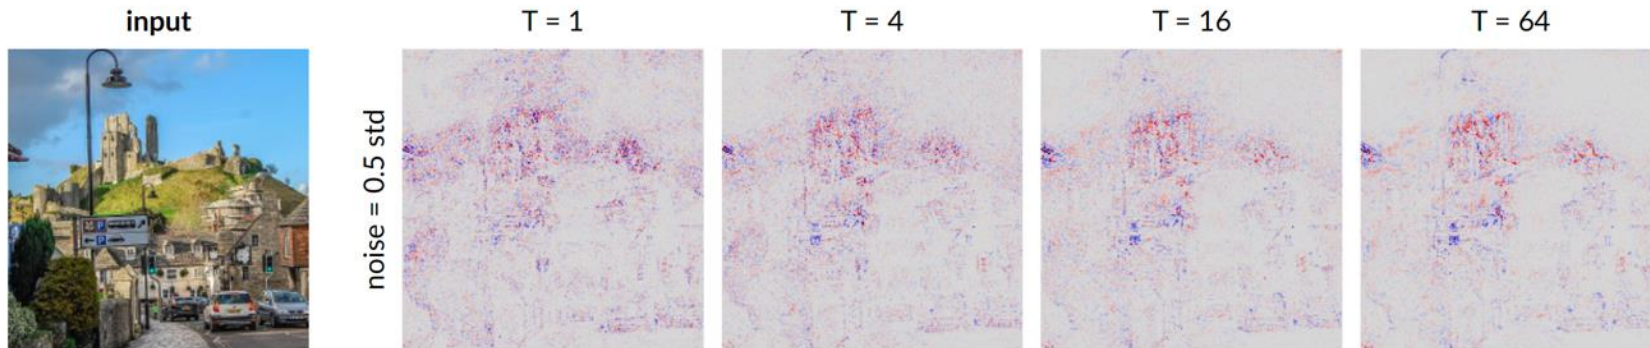 input
T = 1
T = 4
T = 16
T = 64
noise = 0.5 std
P
P